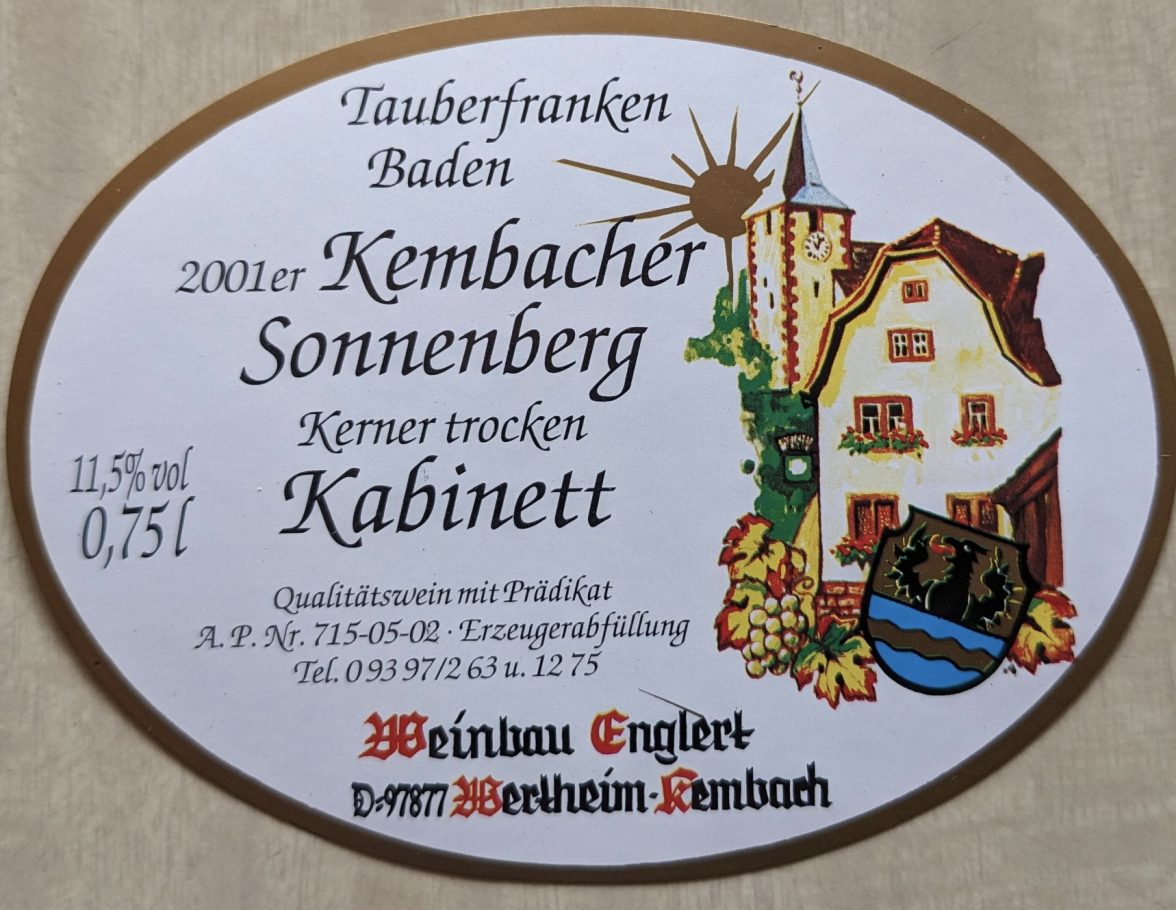 Tauberfranken
Baden
2001er Kembacher
Sonnenberg
Kerner trocken
11,5% vol
0,75 l
Kabinett
Qualitätswein mit Prädikat
A. P. Nr. 715-05-02 · Erzeugerabfüllung
Tel. 0 93 97/2 63 u. 12 75
Weinbau Englert
D-97877 Wertheim-Kembach